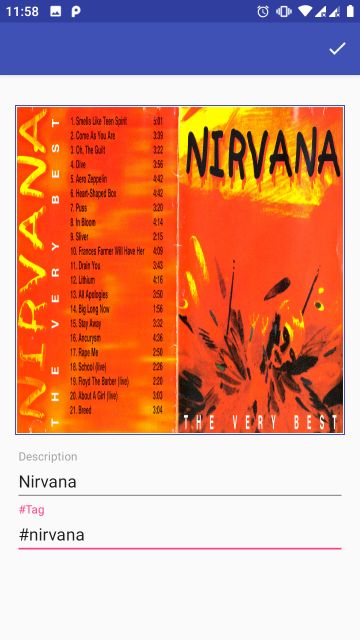 11:58
NIRVANA
THE VERY BEST
1. Smells Like Teen Spirit 5:01
2. Come As You Are 3:39
3. Oh, The Guilt 3:22
4. Dive 3:56
5. Aero Zeppelin 4:42
6. Heart-Shaped Box 4:42
7. Puss 3:20
8. In Bloom 4:14
9. Sliver 2:15
10. Frances Farmer Will Have Her 4:09
11. Drain You 3:43
12. Lithium 4:16
13. All Apologies 3:50
14. Big Long Now 1:56
15. Stay Away 3:32
16. Ancurysm 4:36
17. Rape Me 2:50
18. School (live) 2:26
19. Floyd The Barber (live) 2:20
20. About A Girl (live) 3:03
21. Breed 3:04
NIRVANA
THE VERY BEST
Description
Nirvana
#Tag
#nirvana